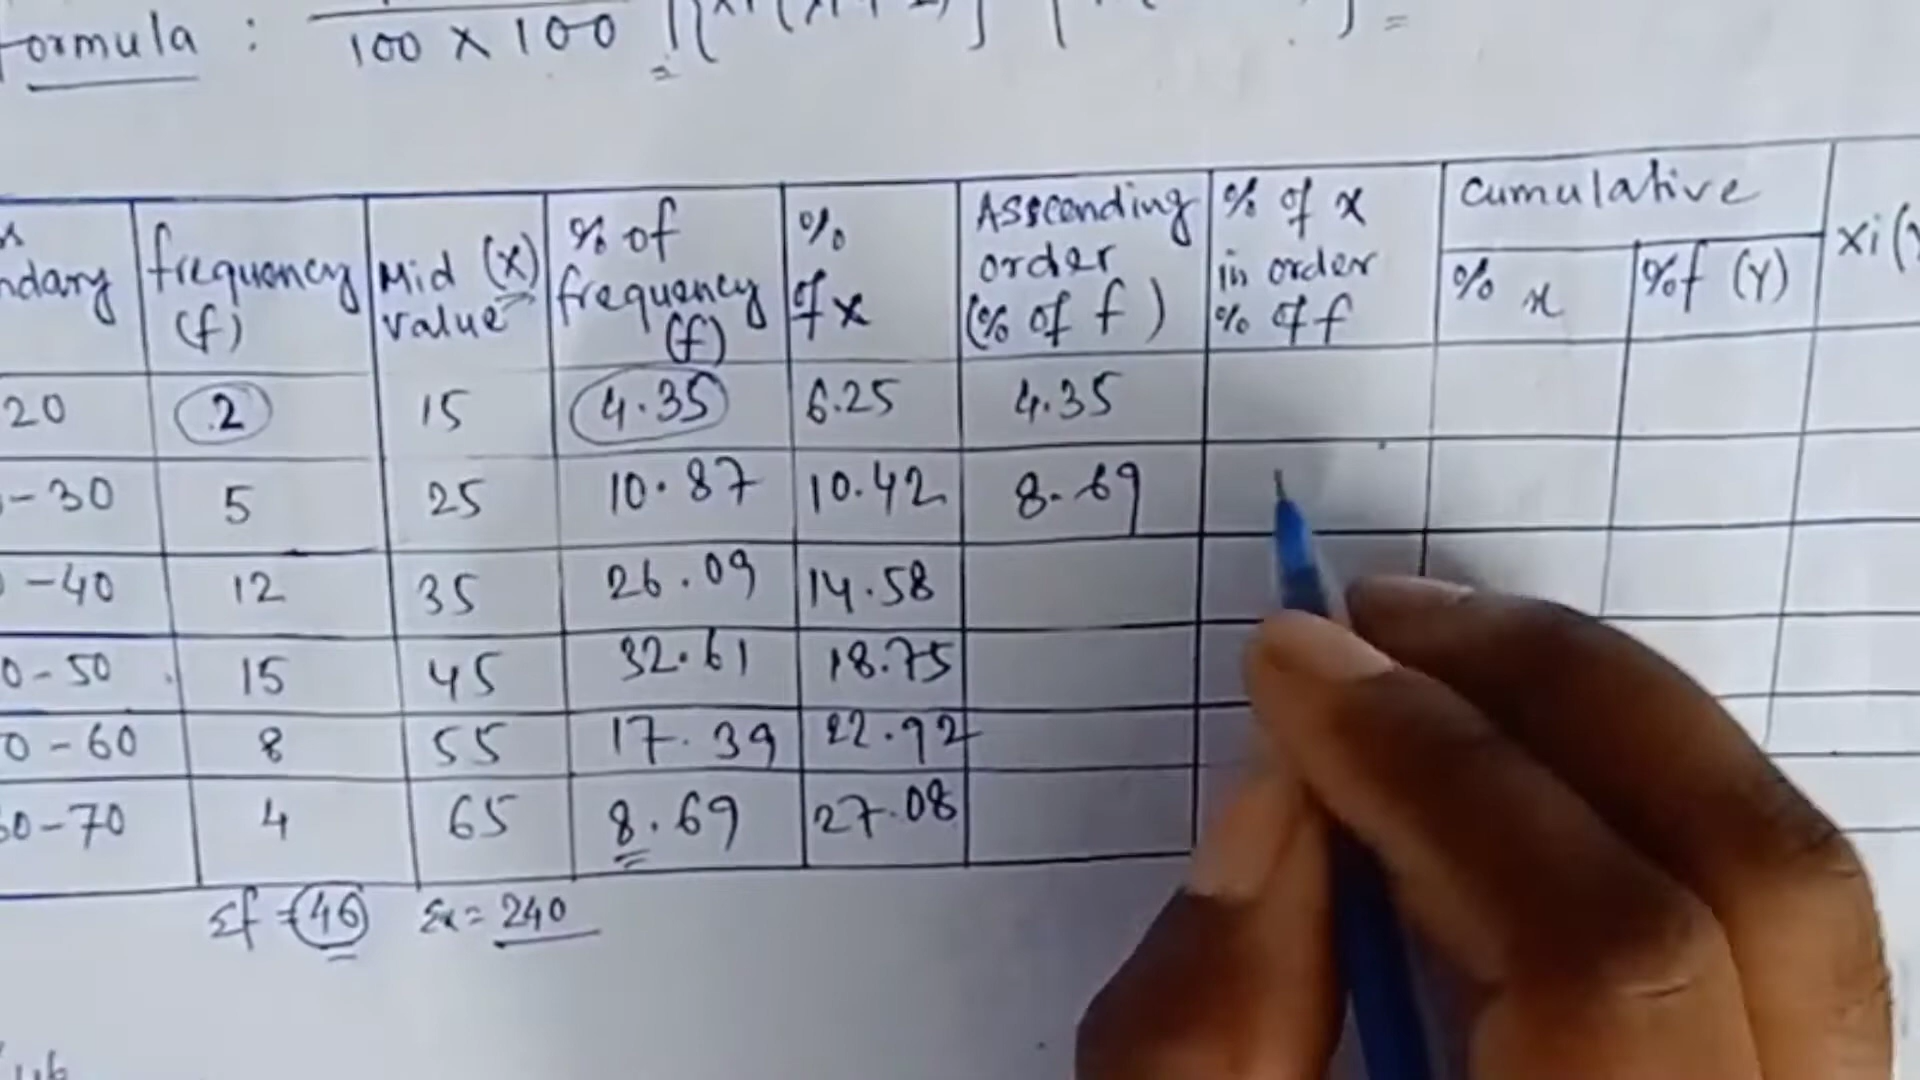 ormula :
100 x 100
ndary frequency (f) Mid (x) value % of frequency (f) % of x Asscending order (% of f) % of x in order % of f cumulative
% x %f (Y) xi(
20 2 15 4.35 6.25 4.35
-30 5 25 10.87 10.42 8.69
-40 12 35 26.09 14.58
0-50 15 45 32.61 18.75
0-60 8 55 17.39 22.92
60-70 4 65 8.69 27.08
Σf = 46 Σx = 240